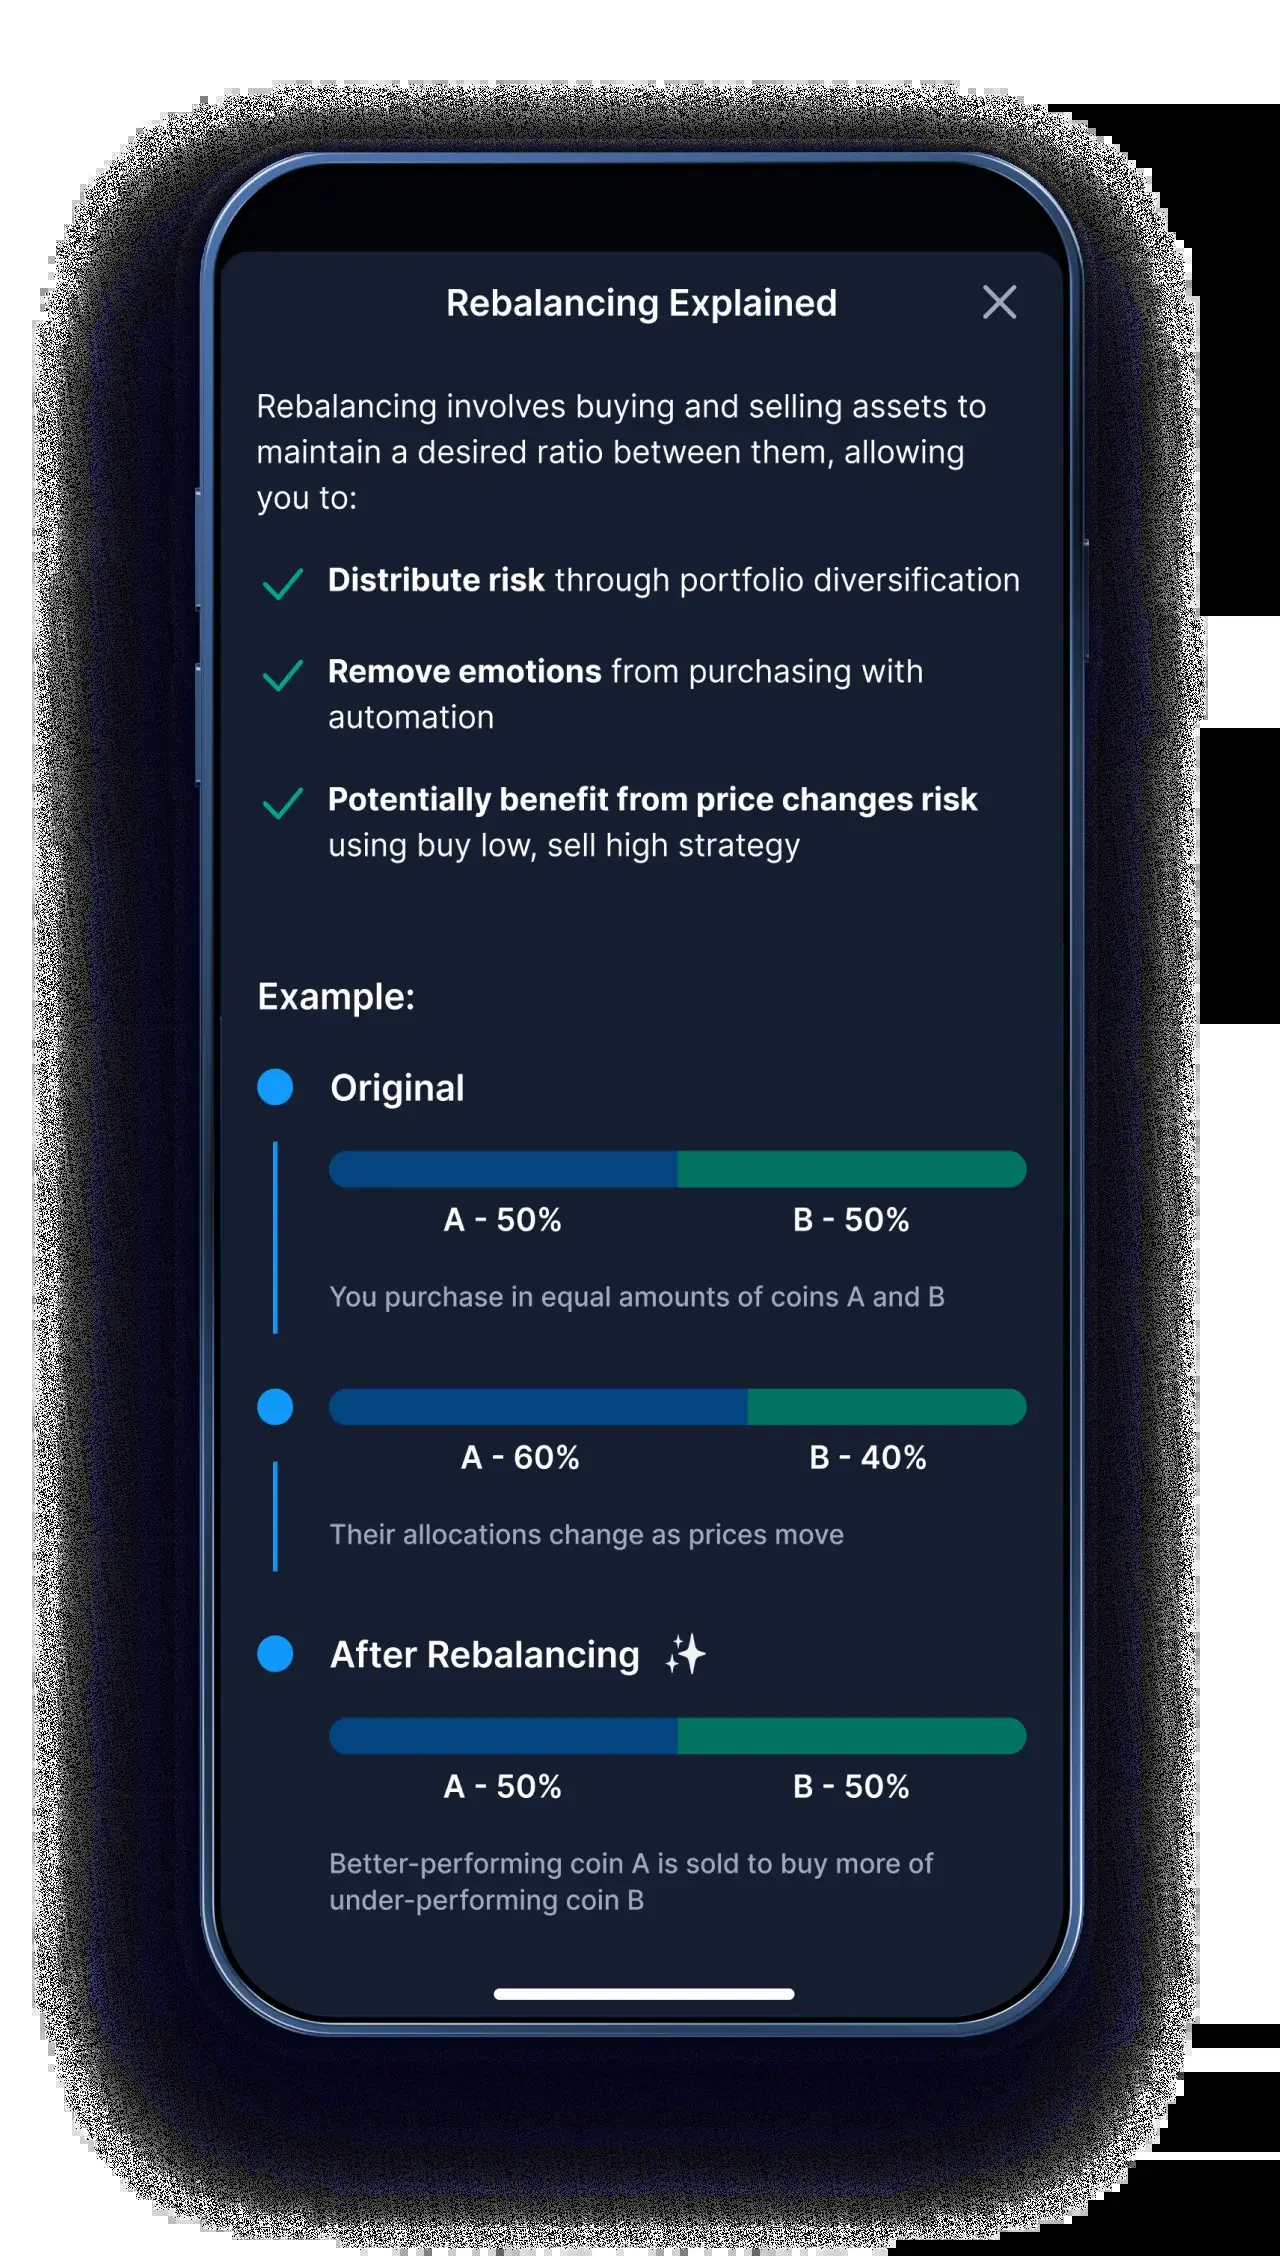 Rebalancing Explained
Rebalancing involves buying and selling assets to
maintain a desired ratio between them, allowing
you to:
Distribute risk through portfolio diversification
Remove emotions from purchasing with
automation
Potentially benefit from price changes risk
using buy low, sell high strategy
Example:
Original
A - 50% B - 50%
You purchase in equal amounts of coins A and B
A - 60% B - 40%
Their allocations change as prices move
After Rebalancing
A - 50% B - 50%
Better-performing coin A is sold to buy more of
under-performing coin B